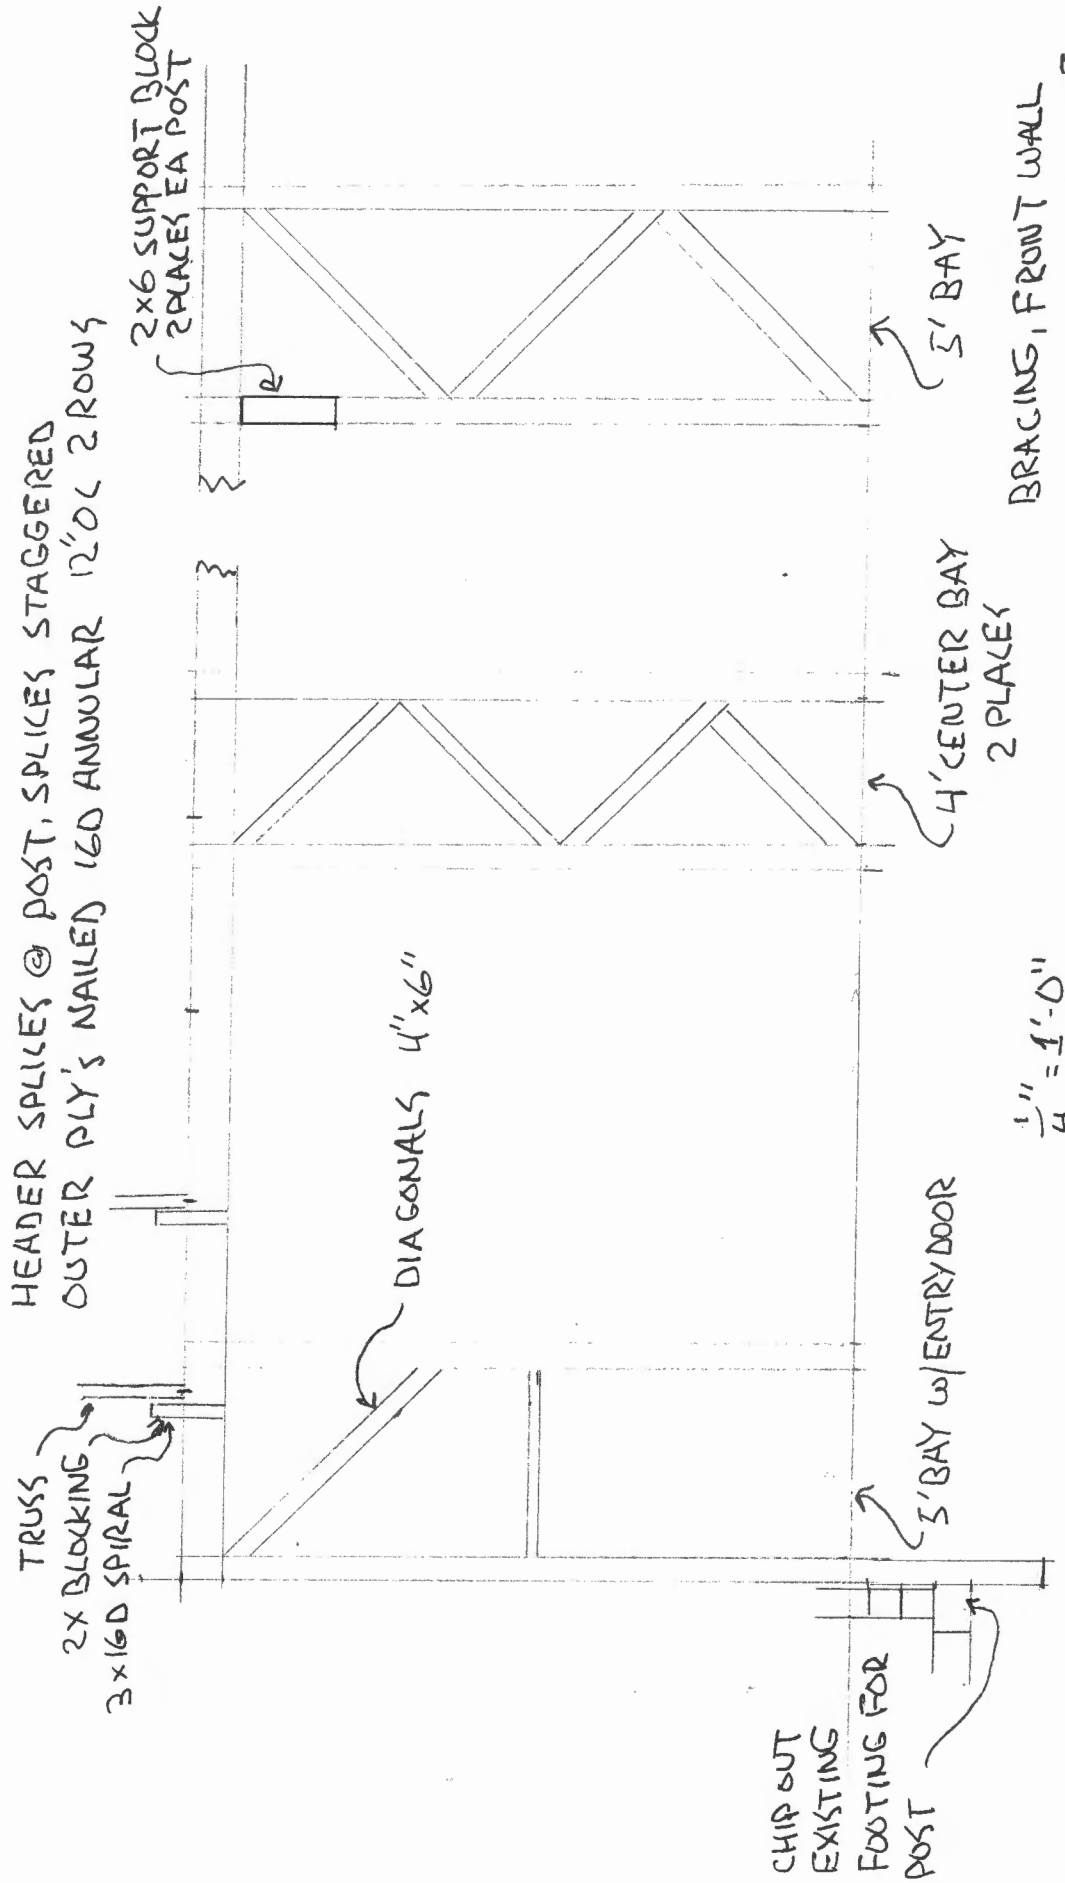 HEADER SPLICES @ POST, SPLICES STAGGERED
OUTER PLY'S NAILED 16D ANNULAR 12"OC 2 ROWS
TRUSS
2X BLOCKING
3x16D SPIRAL
2x6 SUPPORT BLOCK
2 PLACES EA POST
DIAGONALS 4"x6"
CHIP OUT
EXISTING
FOOTING FOR
POST
5' BAY W/ENTRY DOOR
4' CENTER BAY
2 PLACES
5' BAY
1/4" = 1'-0"
BRACING, FRONT WALL